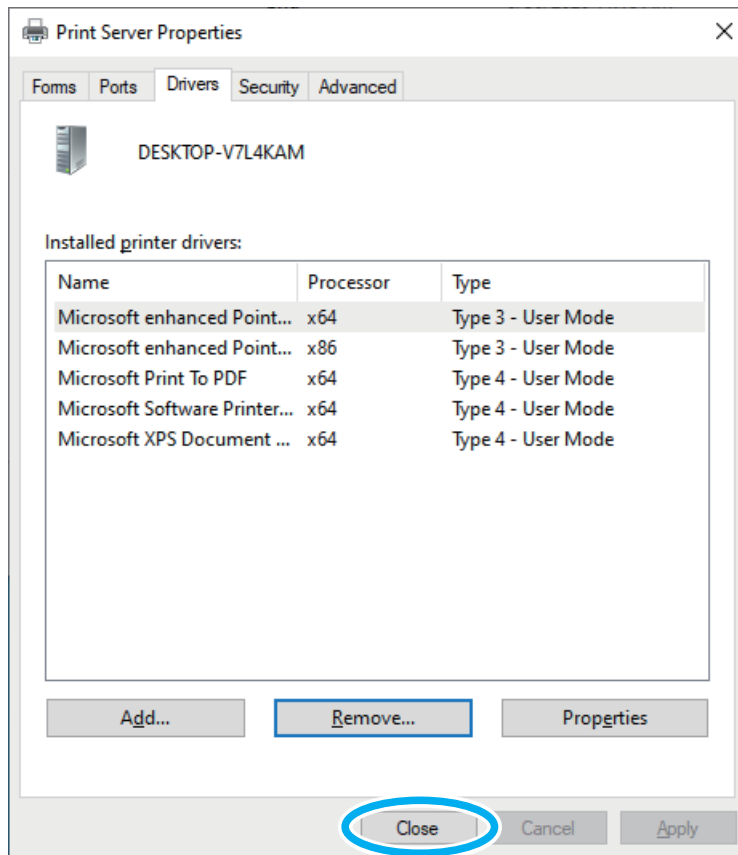 Print Server Properties
Forms Ports Drivers Security Advanced
DESKTOP-V7L4KAM
Installed printer drivers:
Name Processor Type
Microsoft enhanced Point... x64 Type 3 - User Mode
Microsoft enhanced Point... x86 Type 3 - User Mode
Microsoft Print To PDF x64 Type 4 - User Mode
Microsoft Software Printer... x64 Type 4 - User Mode
Microsoft XPS Document ... x64 Type 4 - User Mode
Add... Remove... Properties
Close Cancel Apply